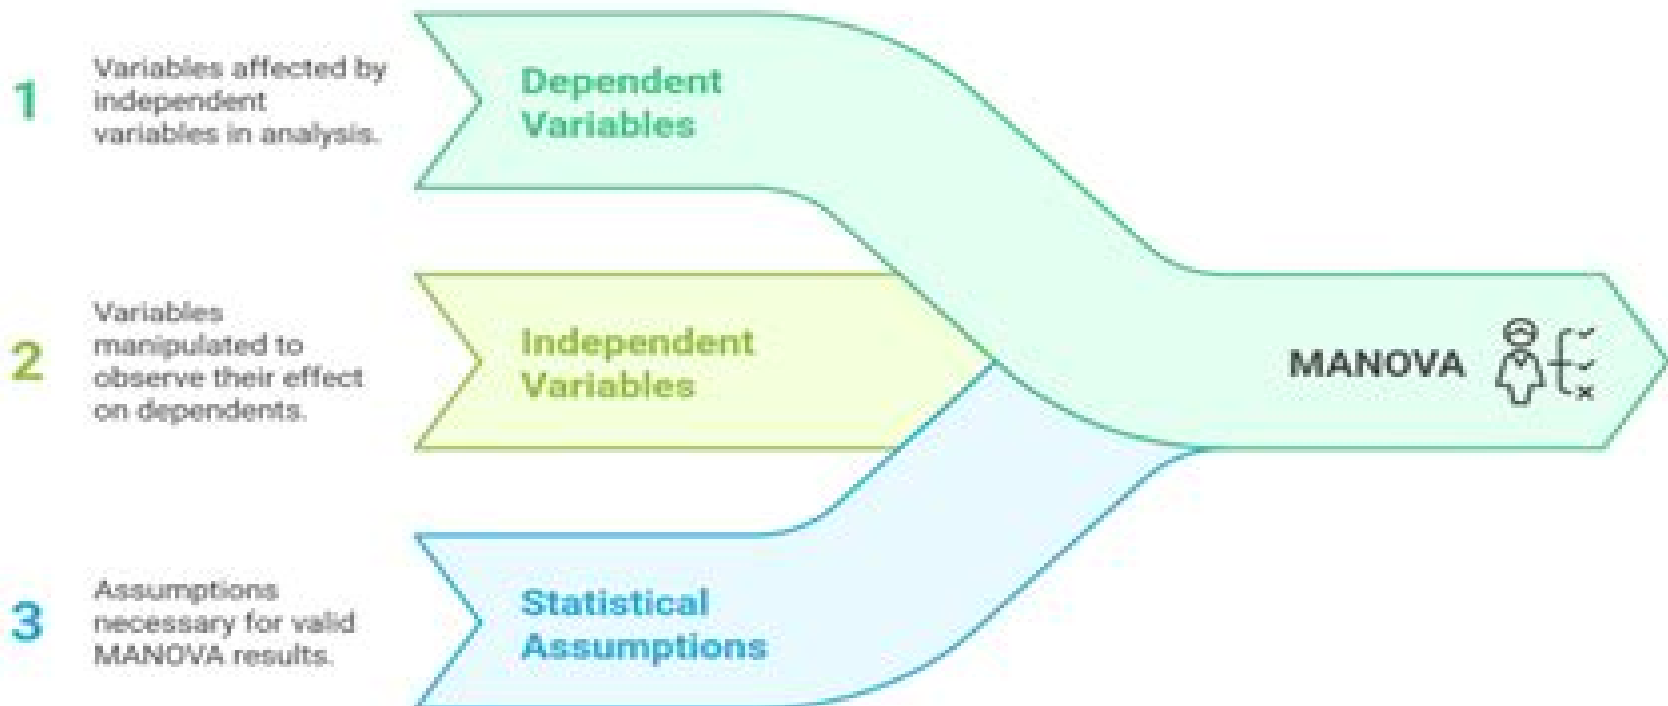 1
Variables affected by
independent
variables in analysis.
Dependent
Variables
2
Variables
manipulated to
observe their effect
on dependents.
Independent
Variables
3
Assumptions
necessary for valid
MANOVA results.
Statistical
Assumptions
MANOVA